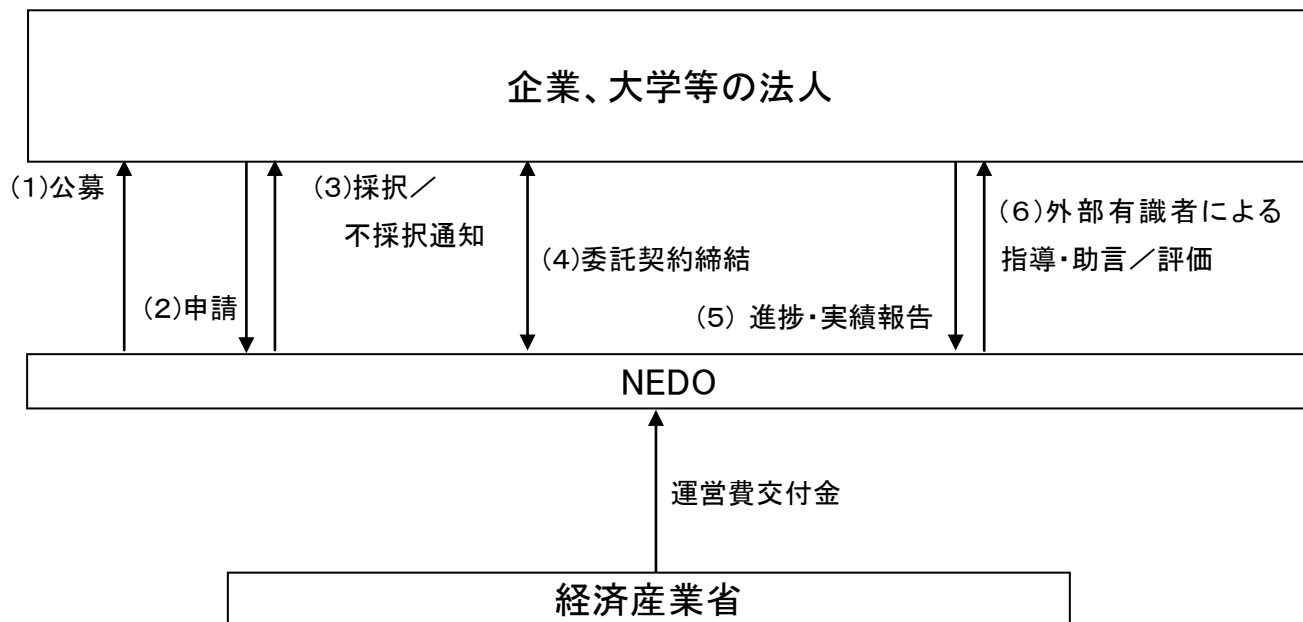 企業、大学等の法人
(1)公募
(3)採択／
不採択通知
(6)外部有識者による
指導・助言／評価
(4)委託契約締結
(2)申請
(5) 進捗・実績報告
NEDO
運営費交付金
経済産業省